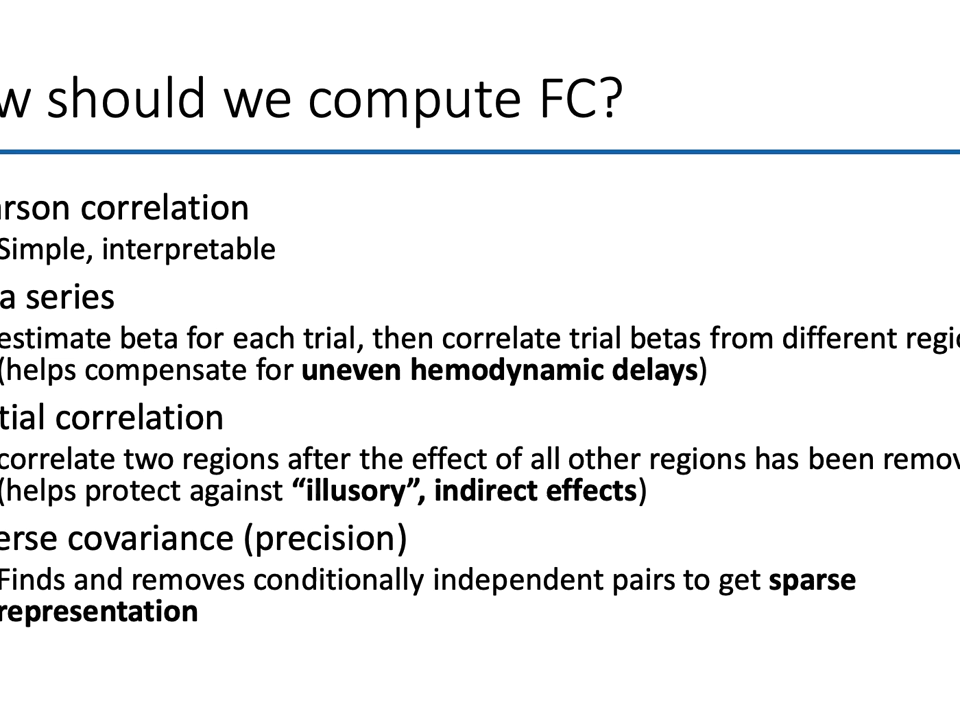 w should we compute FC?
arson correlation
Simple, interpretable
a series
estimate beta for each trial, then correlate trial betas from different regio
(helps compensate for uneven hemodynamic delays)
tial correlation
correlate two regions after the effect of all other regions has been remov
(helps protect against “illusory”, indirect effects)
erse covariance (precision)
Finds and removes conditionally independent pairs to get sparse
representation